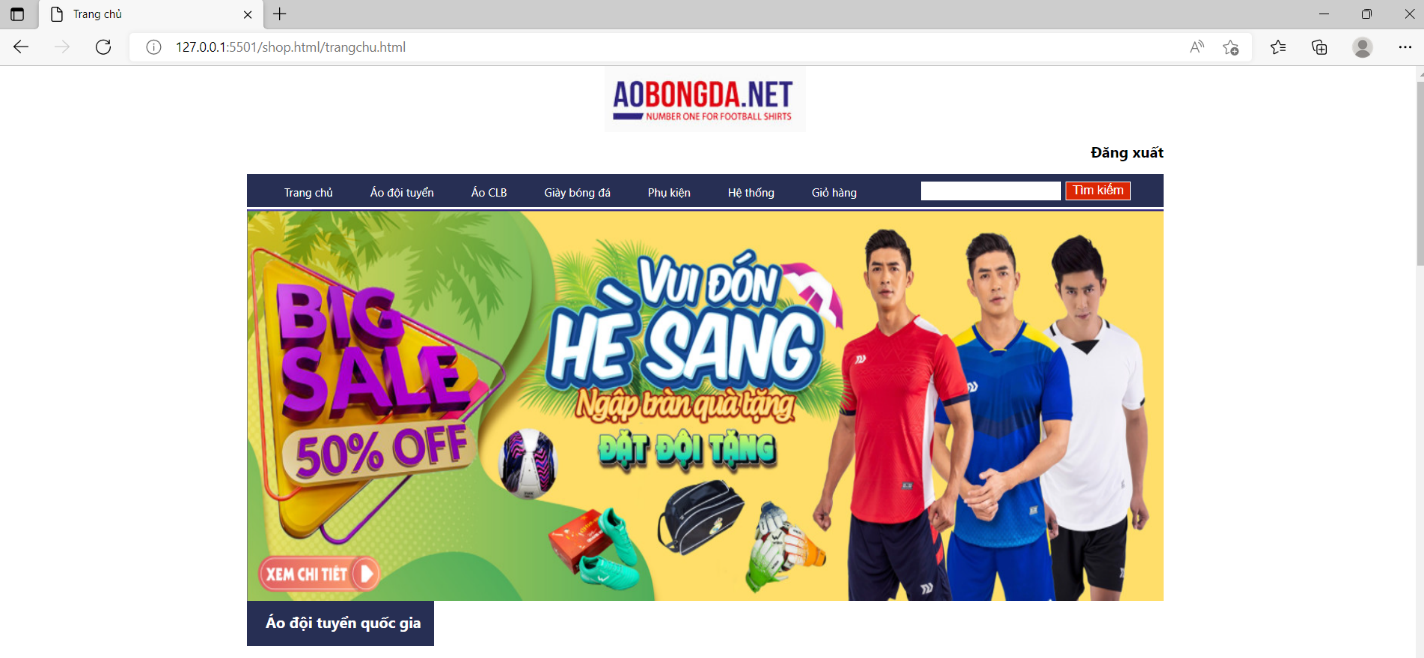 Trang chủ
127.0.0.1:5501/shop.html/trangchu.html
AOBONGDA.NET
NUMBER ONE FOR FOOTBALL SHIRTS
Đăng xuất
Trang chủ Áo đội tuyển Áo CLB Giày bóng đá Phụ kiện Hệ thống Giỏ hàng Tìm kiếm
BIG
SALE
50% OFF
VUI ĐÓN
HÈ SANG
Ngập tràn quà tặng
ĐẶT ĐỘI TẶNG
XEM CHI TIẾT
Áo đội tuyển quốc gia